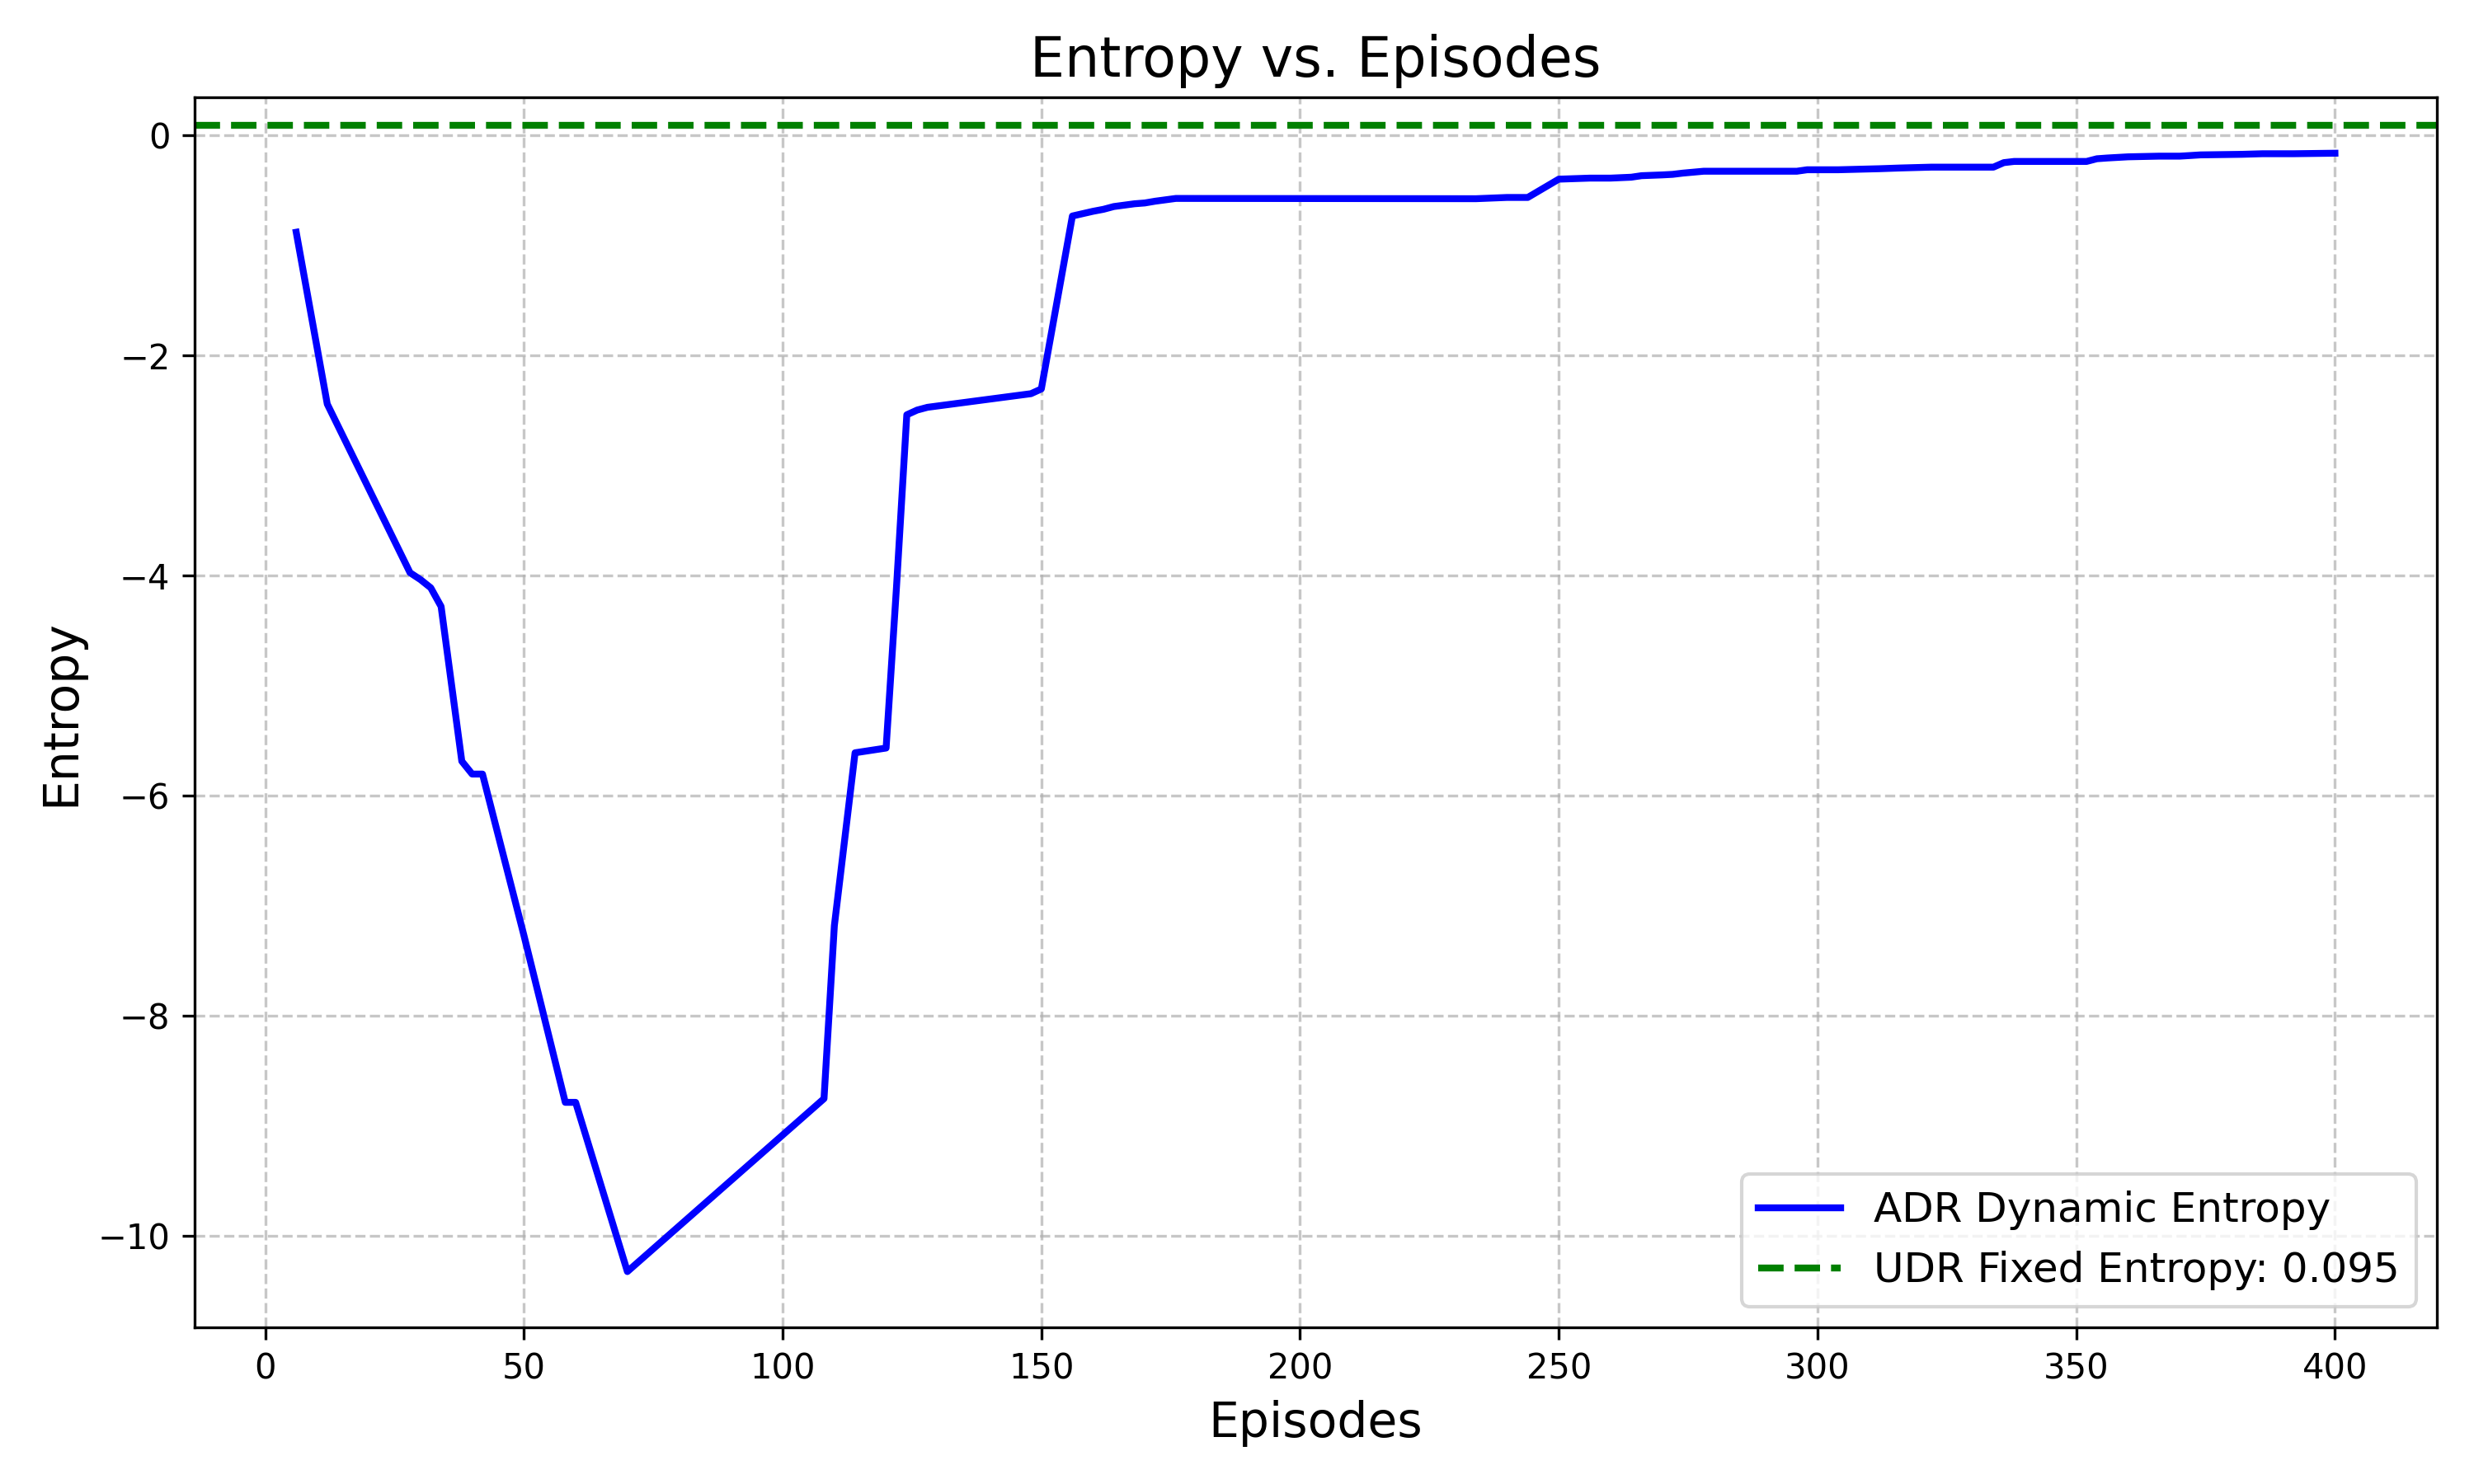 Entropy vs. Episodes
Entropy
0
−2
−4
−6
−8
−10
0 50 100 150 200 250 300 350 400
Episodes
ADR Dynamic Entropy
UDR Fixed Entropy: 0.095